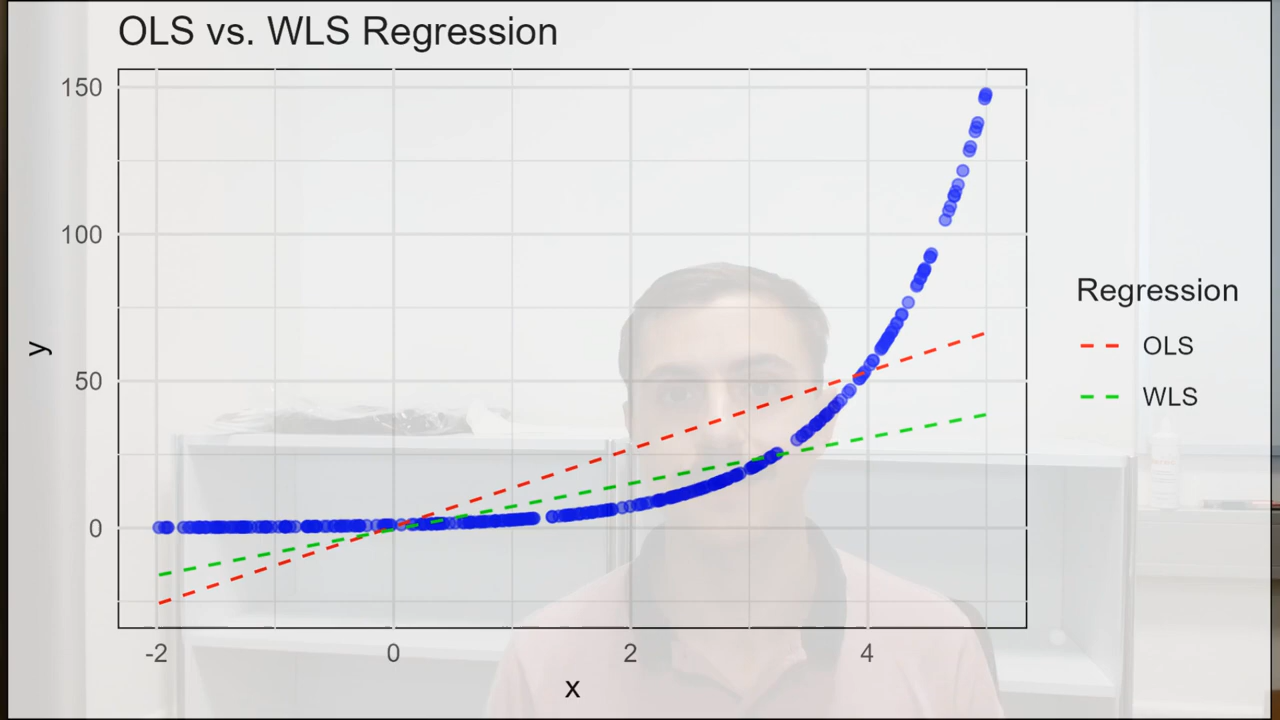 OLS vs. WLS Regression
150
100
50
0
y
-2 0 2 4
x
Regression
OLS
WLS